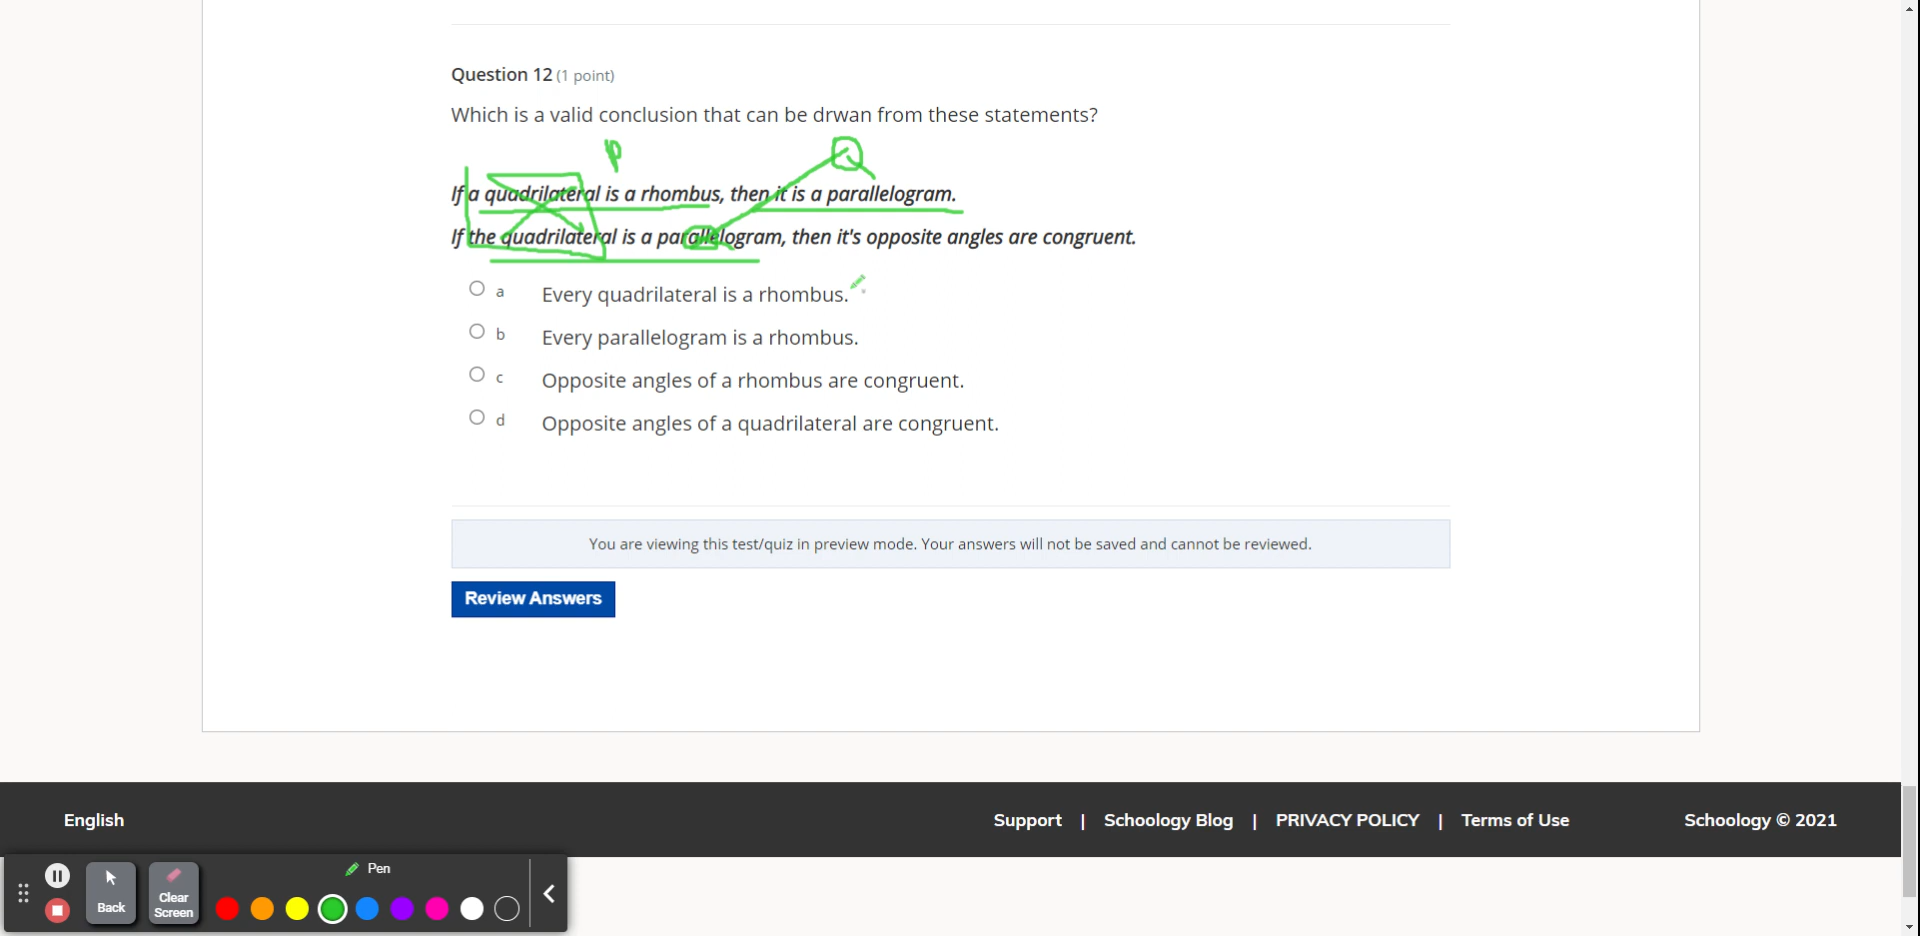 Question 12 (1 point)
Which is a valid conclusion that can be drwan from these statements?
p
Q
If a quadrilateral is a rhombus, then it is a parallelogram.
If the quadrilateral is a parallelogram, then it's opposite angles are congruent.
a Every quadrilateral is a rhombus.
b Every parallelogram is a rhombus.
c Opposite angles of a rhombus are congruent.
d Opposite angles of a quadrilateral are congruent.
You are viewing this test/quiz in preview mode. Your answers will not be saved and cannot be reviewed.
Review Answers
English
Support | Schoology Blog | PRIVACY POLICY | Terms of Use
Schoology © 2021
Pen
Back
Clear
Screen